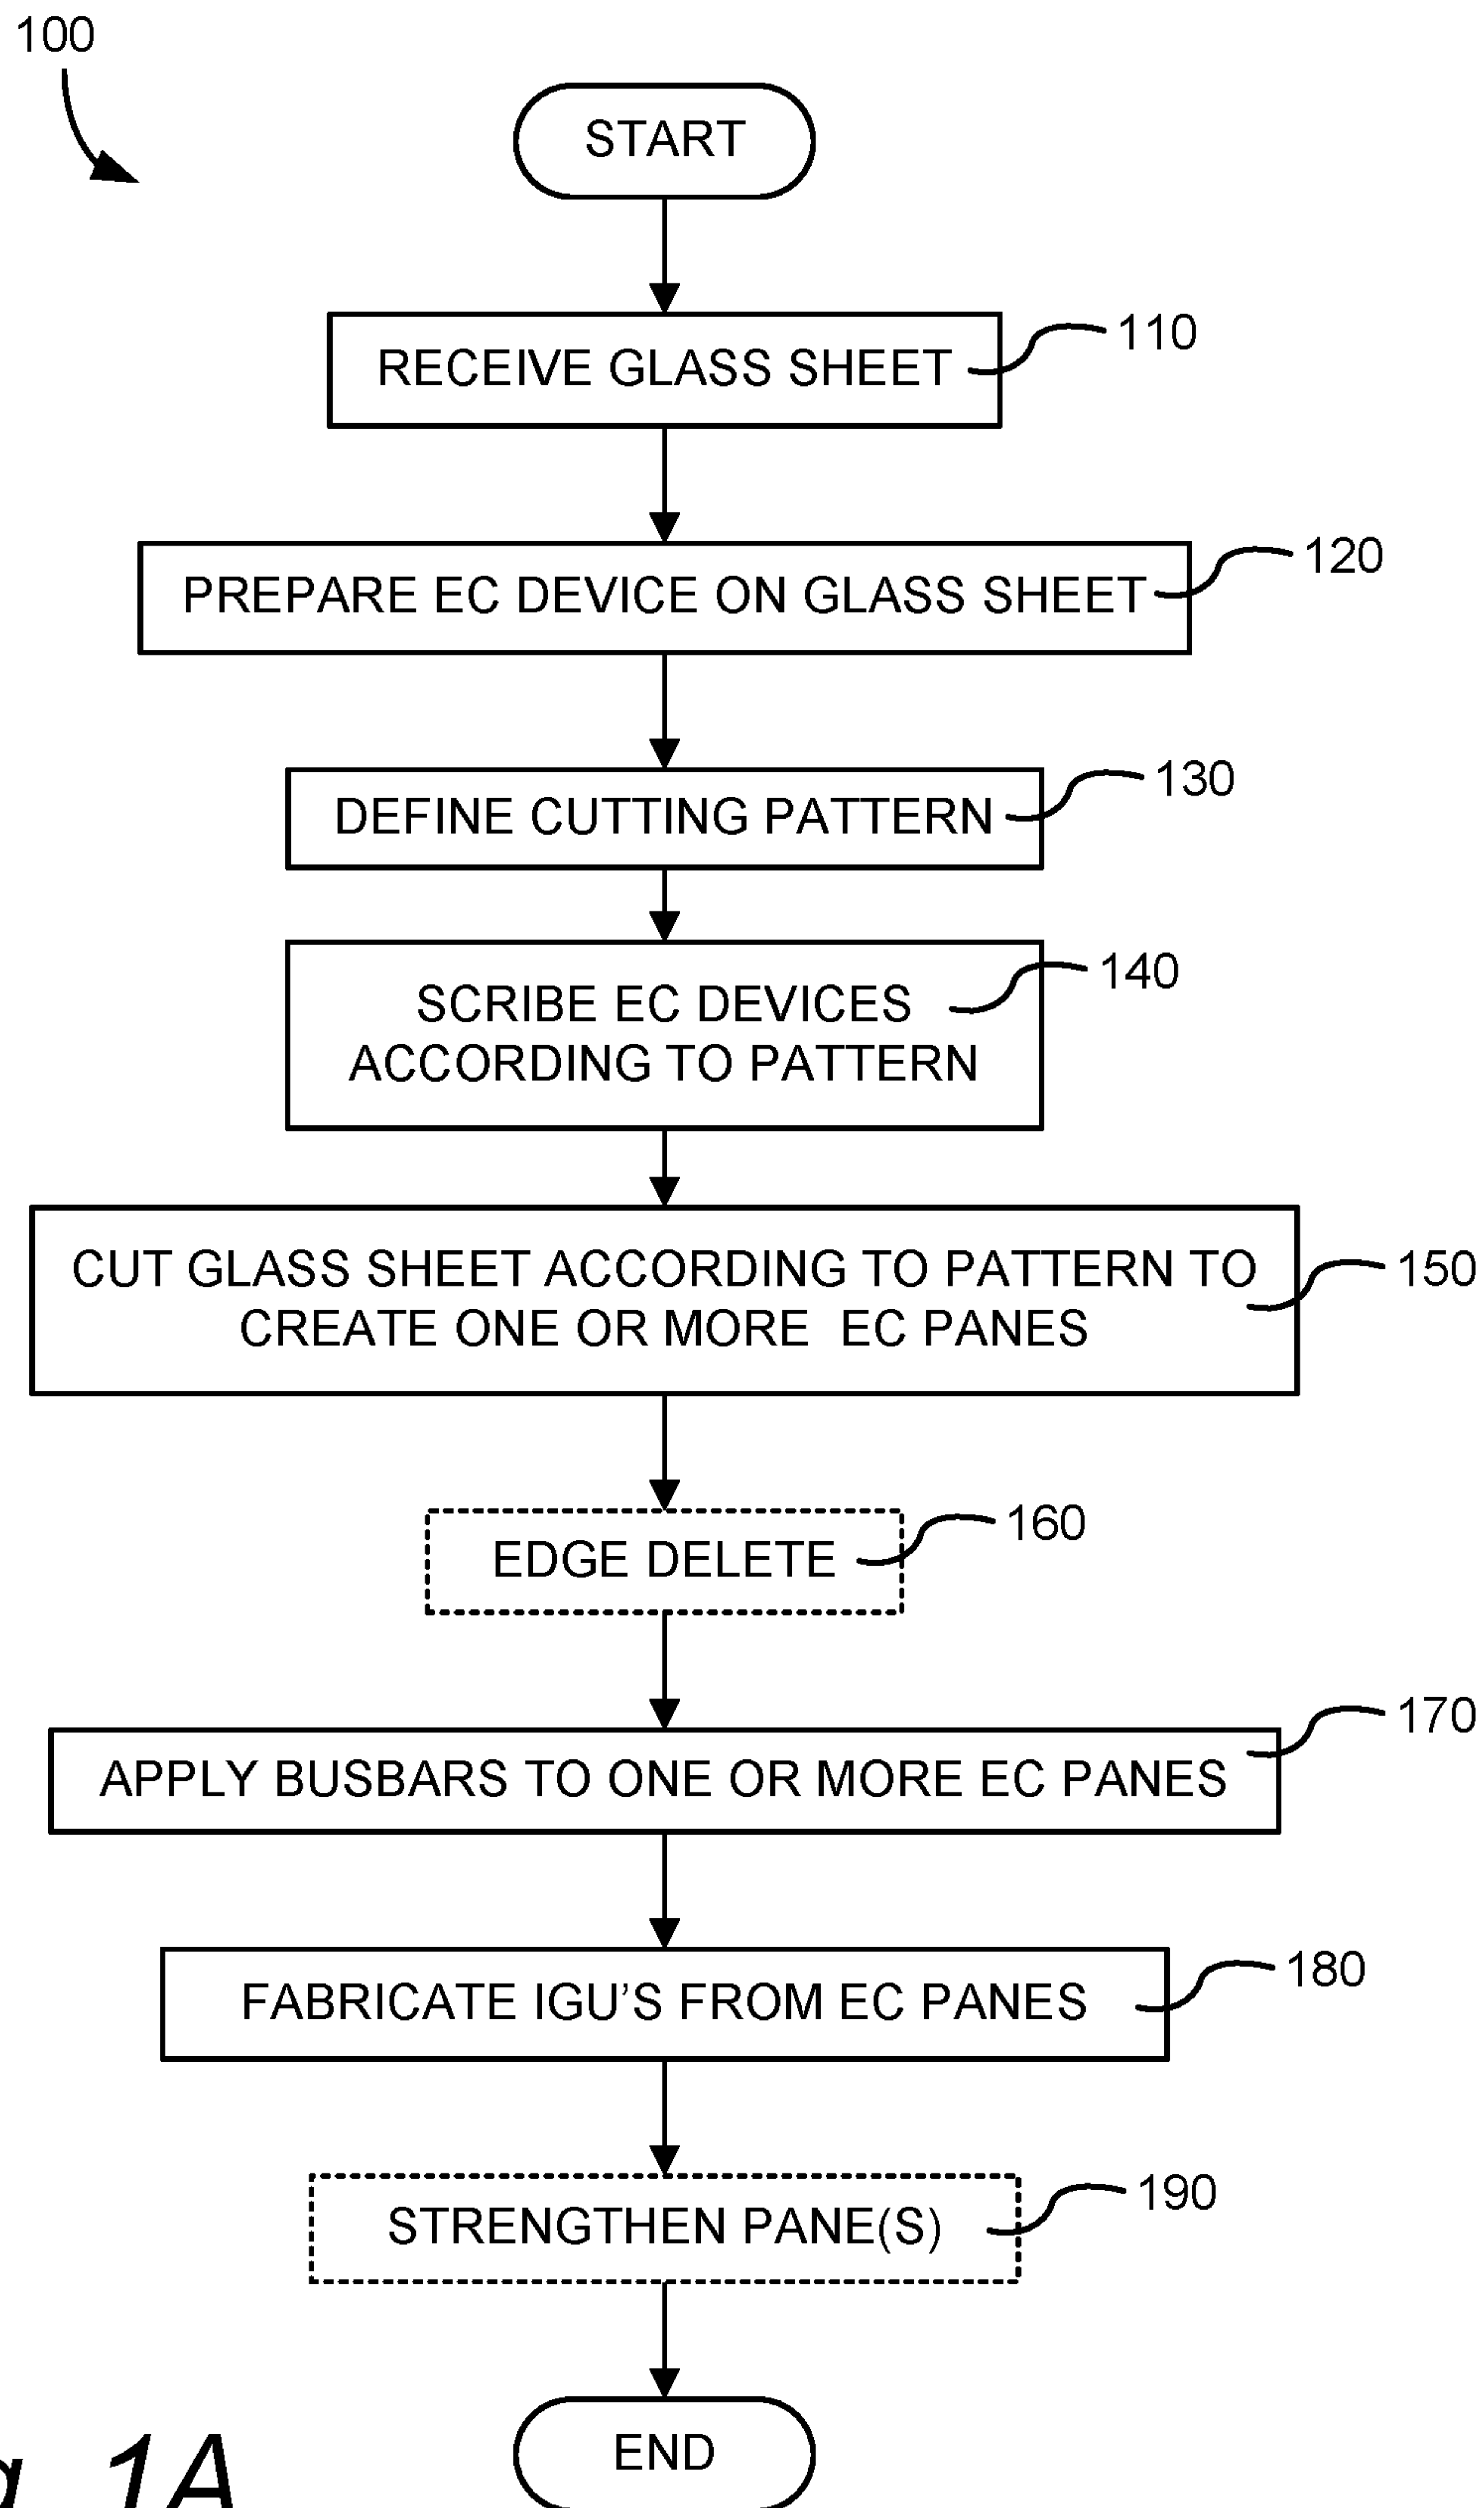 100
START
RECEIVE GLASS SHEET
110
PREPARE EC DEVICE ON GLASS SHEET
120
DEFINE CUTTING PATTERN
130
SCRIBE EC DEVICES
ACCORDING TO PATTERN
140
CUT GLASS SHEET ACCORDING TO PATTERN TO
CREATE ONE OR MORE EC PANES
150
EDGE DELETE
160
APPLY BUSBARS TO ONE OR MORE EC PANES
170
FABRICATE IGU'S FROM EC PANES
180
STRENGTHEN PANE(S)
190
END
1A